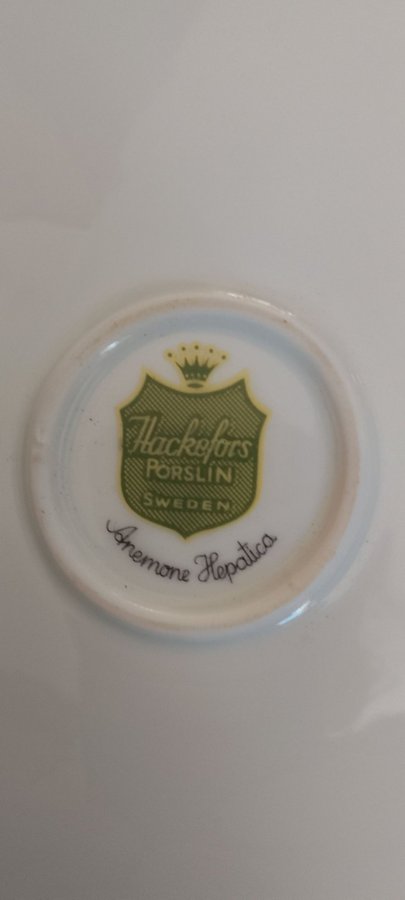 Hackefors
PORSLIN
SWEDEN
Anemone Hepatica